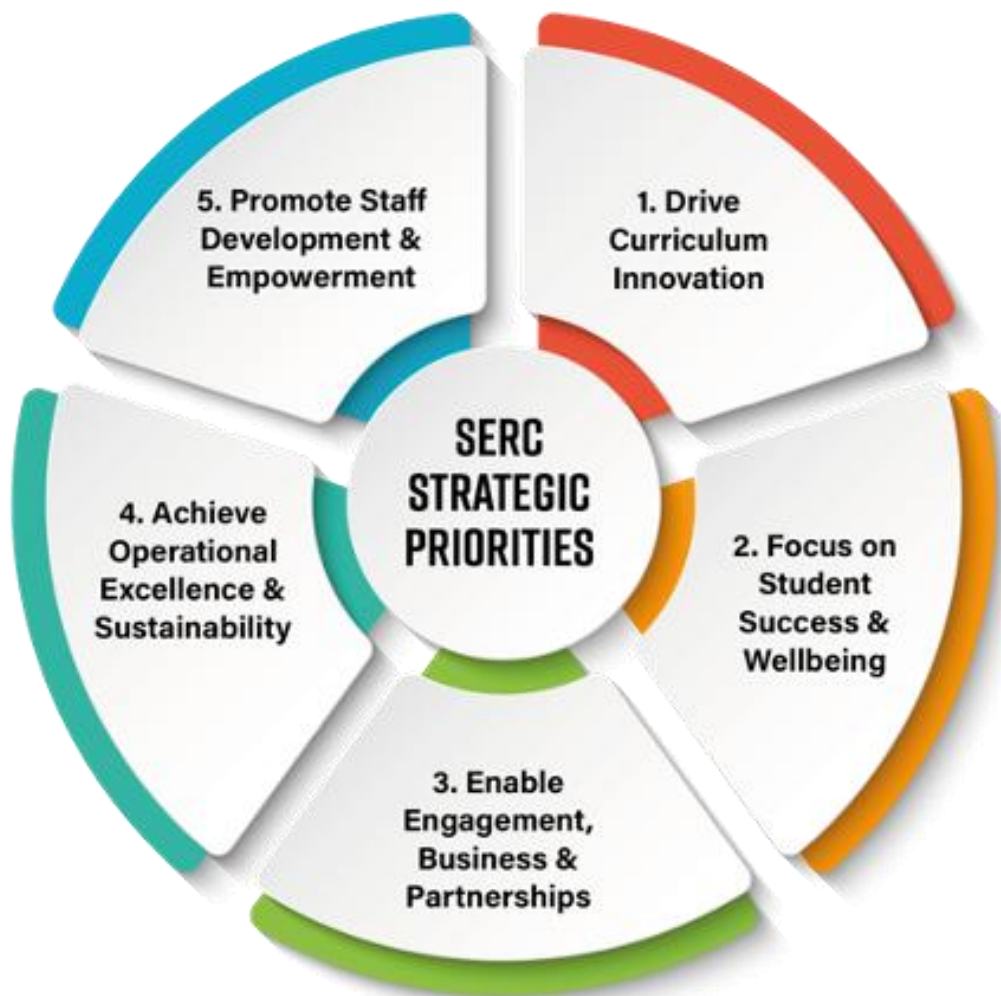 SERC
STRATEGIC
PRIORITIES
1. Drive
Curriculum
Innovation
2. Focus on
Student
Success &
Wellbeing
3. Enable
Engagement,
Business &
Partnerships
4. Achieve
Operational
Excellence &
Sustainability
5. Promote Staff
Development &
Empowerment